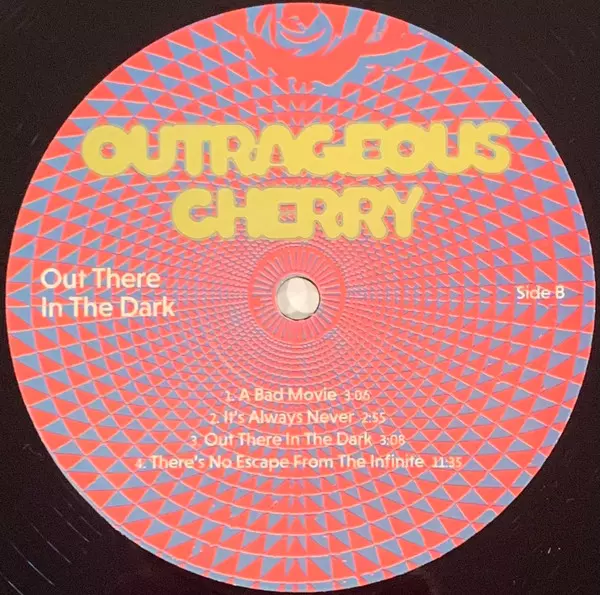 OUTRAGEOUS
CHERRY
Out There
In The Dark
Side B
1. A Bad Movie 3:06
2. It's Always Never 2:55
3. Out There In The Dark 3:08
4. There's No Escape From The Infinite 11:35